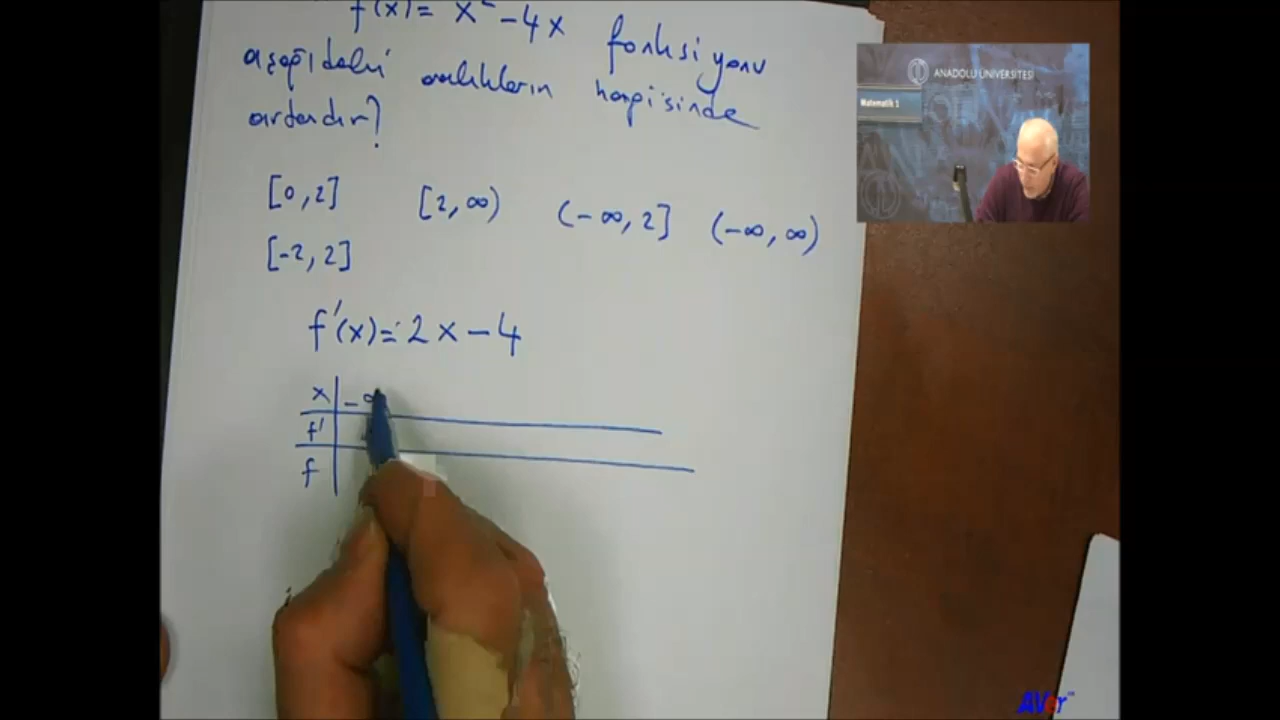 f(x) = x² - 4x fonksiyonu
aşağıdaki aralıkların hangisinde
artandır?
[0, 2] [2, ∞) (-∞, 2] (-∞, ∞)
[-2, 2]
f'(x) = 2x - 4
x -∞
f'
f
ANADOLU ÜNİVERSİTESİ
Matematik 1
AVer™